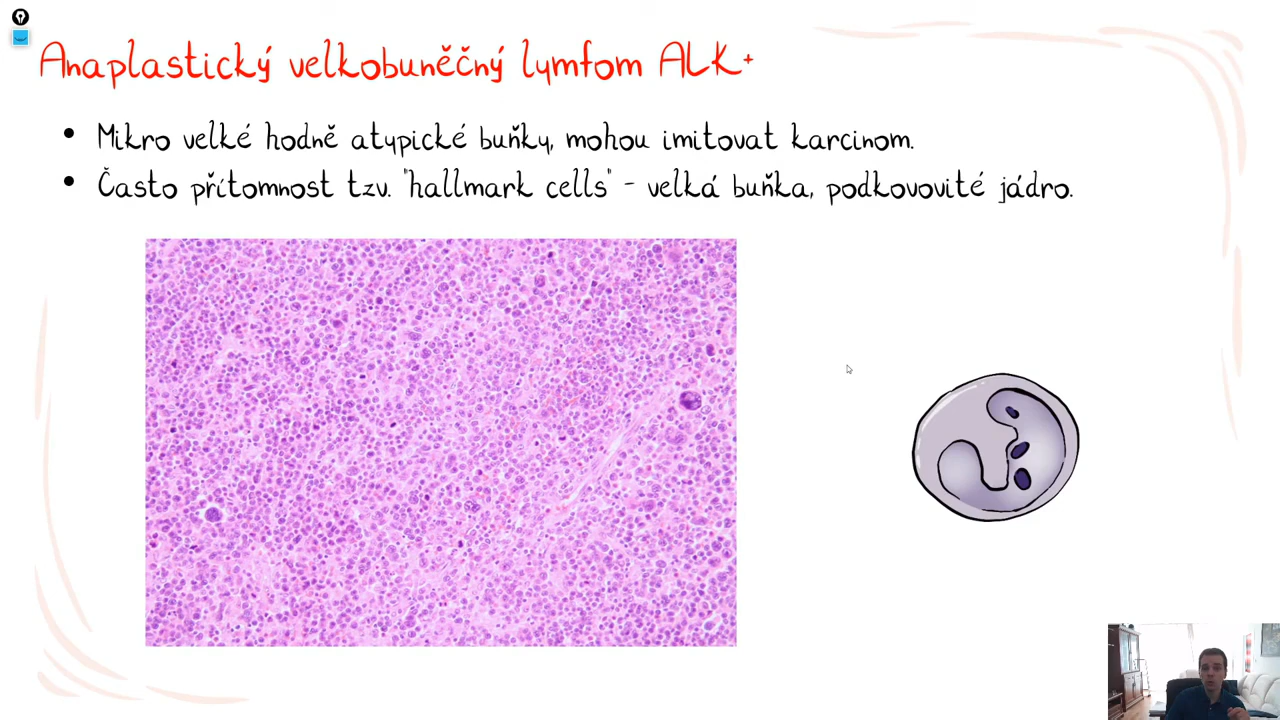 Anaplastický velkobuněčný lymfom ALK+
• Mikro velké hodně atypické buňky, mohou imitovat karcinom.
• Často přítomnost tzv. "hallmark cells" - velká buňka, podkovovité jádro.